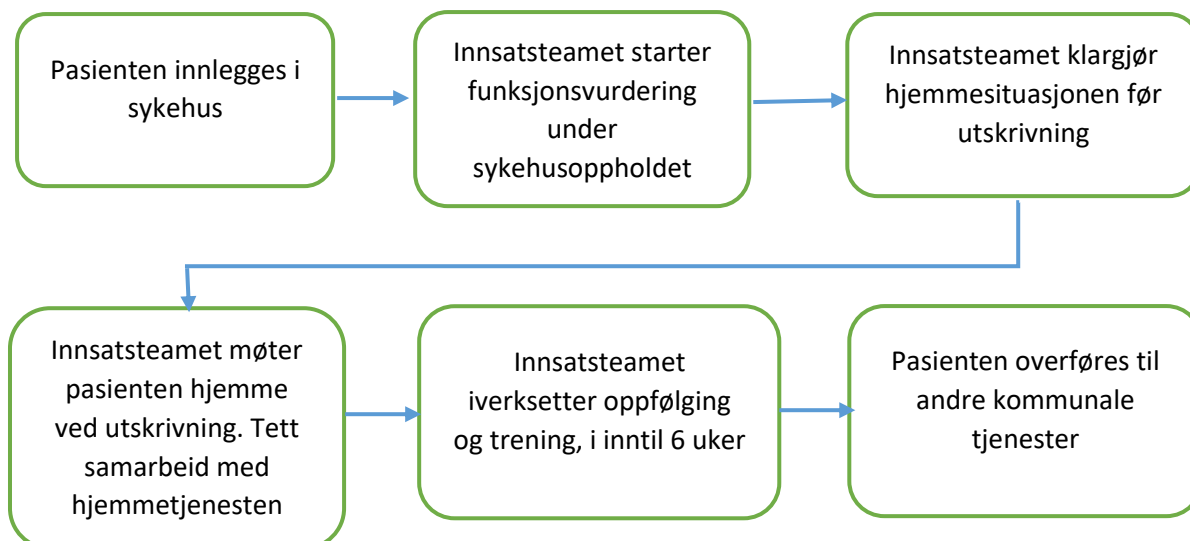 Pasienten innlegges i
sykehus
Innsatsteamet starter
funksjonsvurdering
under
sykehusoppholdet
Innsatsteamet klargjør
hjemmesituasjonen før
utskrivning
Innsatsteamet møter
pasienten hjemme
ved utskrivning. Tett
samarbeid med
hjemmetjenesten
Innsatsteamet
iverksetter oppfølging
og trening, i inntil 6 uker
Pasienten overføres til
andre kommunale
tjenester